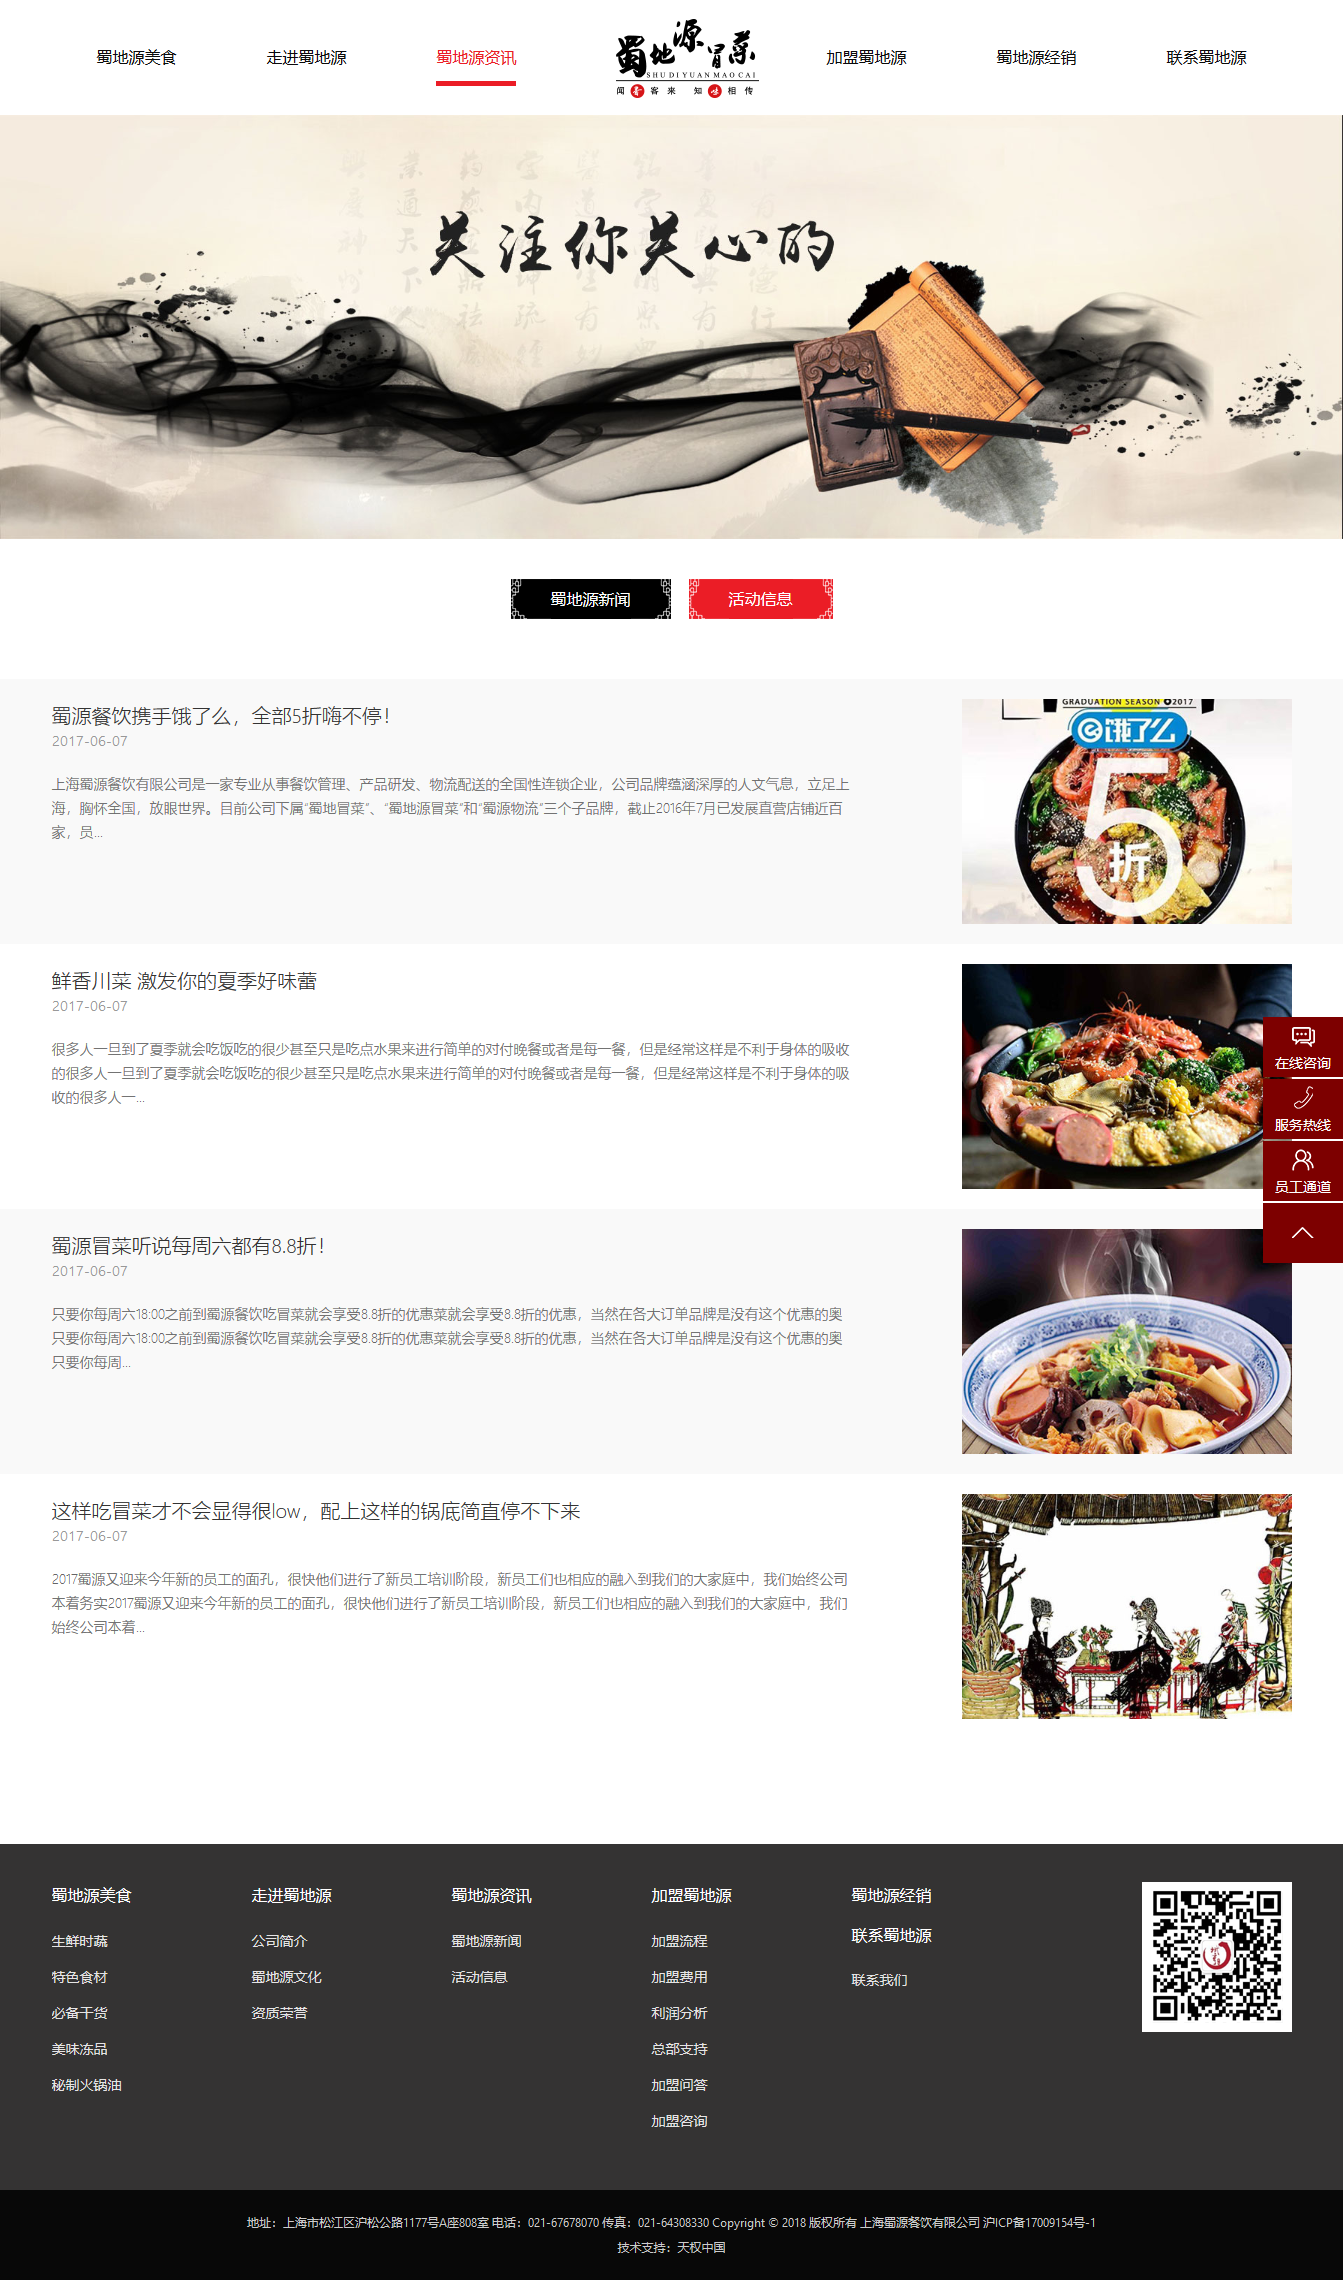 蜀地源美食
走进蜀地源
蜀地源资讯
蜀地源冒菜
SHUDIYUANMAOCAI
闻香客来 知味相传
加盟蜀地源
蜀地源经销
联系蜀地源
关注你关心的
蜀地源新闻
活动信息
蜀源餐饮携手饿了么，全部5折嗨不停！
2017-06-07
上海蜀源餐饮有限公司是一家专业从事餐饮管理、产品研发、物流配送的全国性连锁企业，公司品牌蕴涵深厚的人文气息，立足上
海，胸怀全国，放眼世界。目前公司下属“蜀地冒菜”、“蜀地源冒菜”和“蜀源物流”三个子品牌，截止2016年7月已发展直营店铺近百
家，员...
GRADUATION SEASON 6 2017
饿了么
5
折
鲜香川菜 激发你的夏季好味蕾
2017-06-07
很多人一旦到了夏季就会吃饭吃的很少甚至只是吃点水果来进行简单的对付晚餐或者是每一餐，但是经常这样是不利于身体的吸收
的很多人一旦到了夏季就会吃饭吃的很少甚至只是吃点水果来进行简单的对付晚餐或者是每一餐，但是经常这样是不利于身体的吸
收的很多人一...
在线咨询
服务热线
员工通道
蜀源冒菜听说每周六都有8.8折！
2017-06-07
只要你每周六18:00之前到蜀源餐饮吃冒菜就会享受8.8折的优惠菜就会享受8.8折的优惠，当然在各大订单品牌是没有这个优惠的奥
只要你每周六18:00之前到蜀源餐饮吃冒菜就会享受8.8折的优惠菜就会享受8.8折的优惠，当然在各大订单品牌是没有这个优惠的奥
只要你每周...
这样吃冒菜才不会显得很low，配上这样的锅底简直停不下来
2017-06-07
2017蜀源又迎来今年新的员工的面孔，很快他们进行了新员工培训阶段，新员工们也相应的融入到我们的大家庭中，我们始终公司
本着务实2017蜀源又迎来今年新的员工的面孔，很快他们进行了新员工培训阶段，新员工们也相应的融入到我们的大家庭中，我们
始终公司本着...
蜀地源美食
生鲜时蔬
特色食材
必备干货
美味冻品
秘制火锅油
走进蜀地源
公司简介
蜀地源文化
资质荣誉
蜀地源资讯
蜀地源新闻
活动信息
加盟蜀地源
加盟流程
加盟费用
利润分析
总部支持
加盟问答
加盟咨询
蜀地源经销
联系蜀地源
联系我们
地址：上海市松江区沪松公路1177号A座808室 电话：021-67678070 传真：021-64308330 Copyright © 2018 版权所有 上海蜀源餐饮有限公司 沪ICP备17009154号-1
技术支持：天权中国